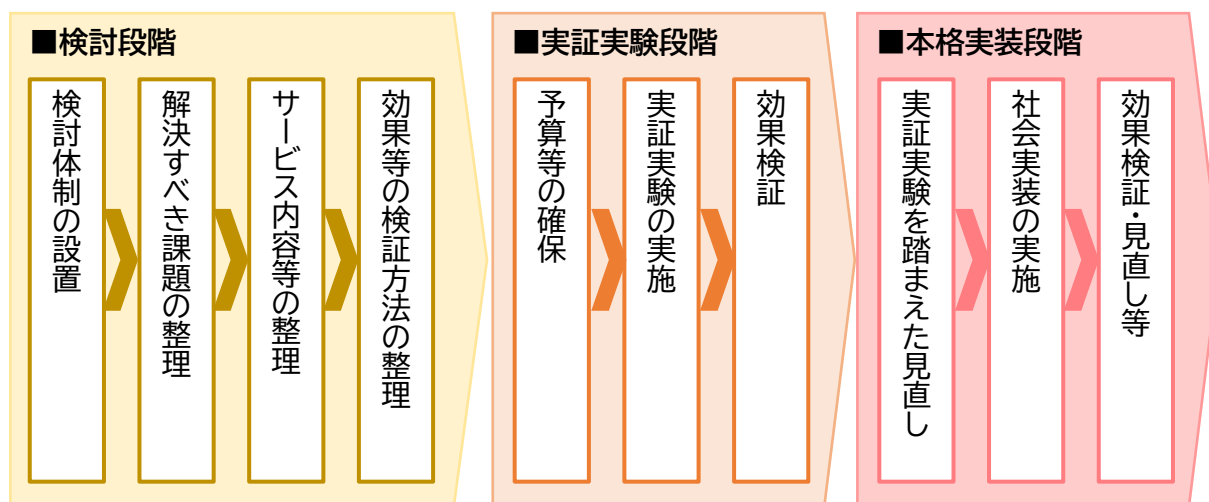 ■検討段階
検討体制の設置
解決すべき課題の整理
サービス内容等の整理
効果等の検証方法の整理
■実証実験段階
予算等の確保
実証実験の実施
効果検証
■本格実装段階
実証実験を踏まえた見直し
社会実装の実施
効果検証・見直し等